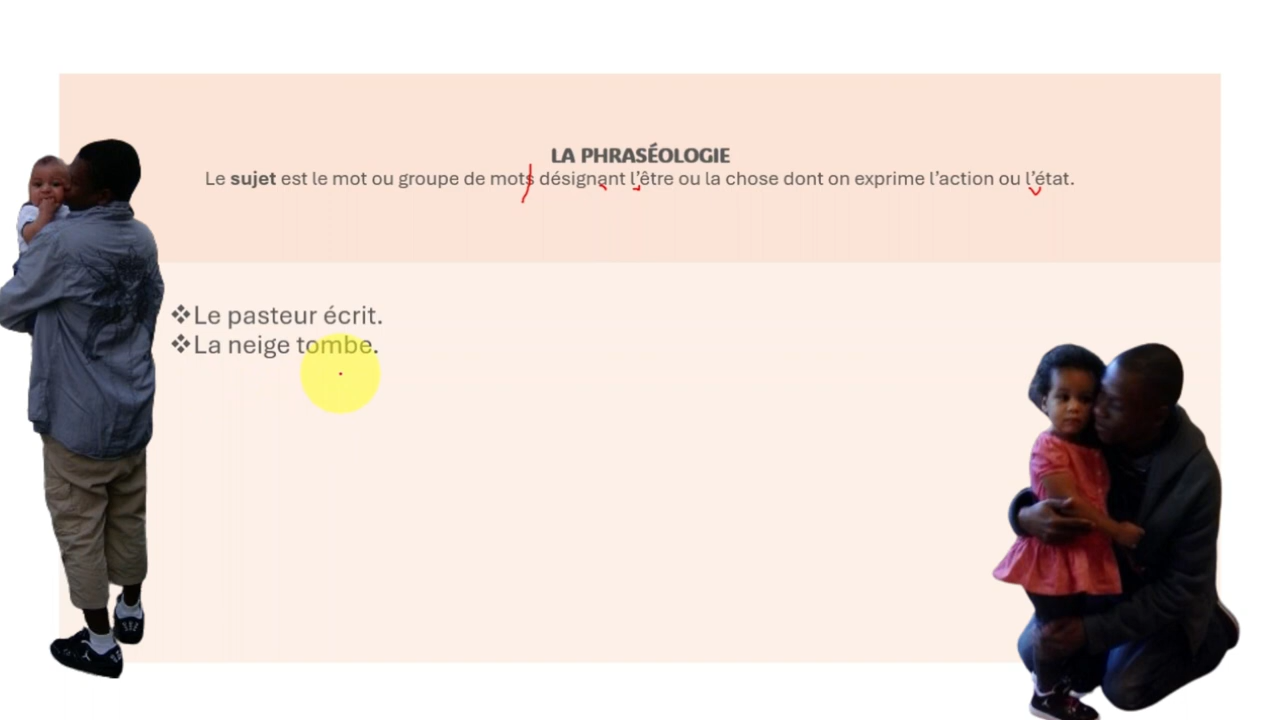 LA PHRASÉOLOGIE
Le sujet est le mot ou groupe de mots désignant l’être ou la chose dont on exprime l’action ou l’état.
❖Le pasteur écrit.
❖La neige tombe.